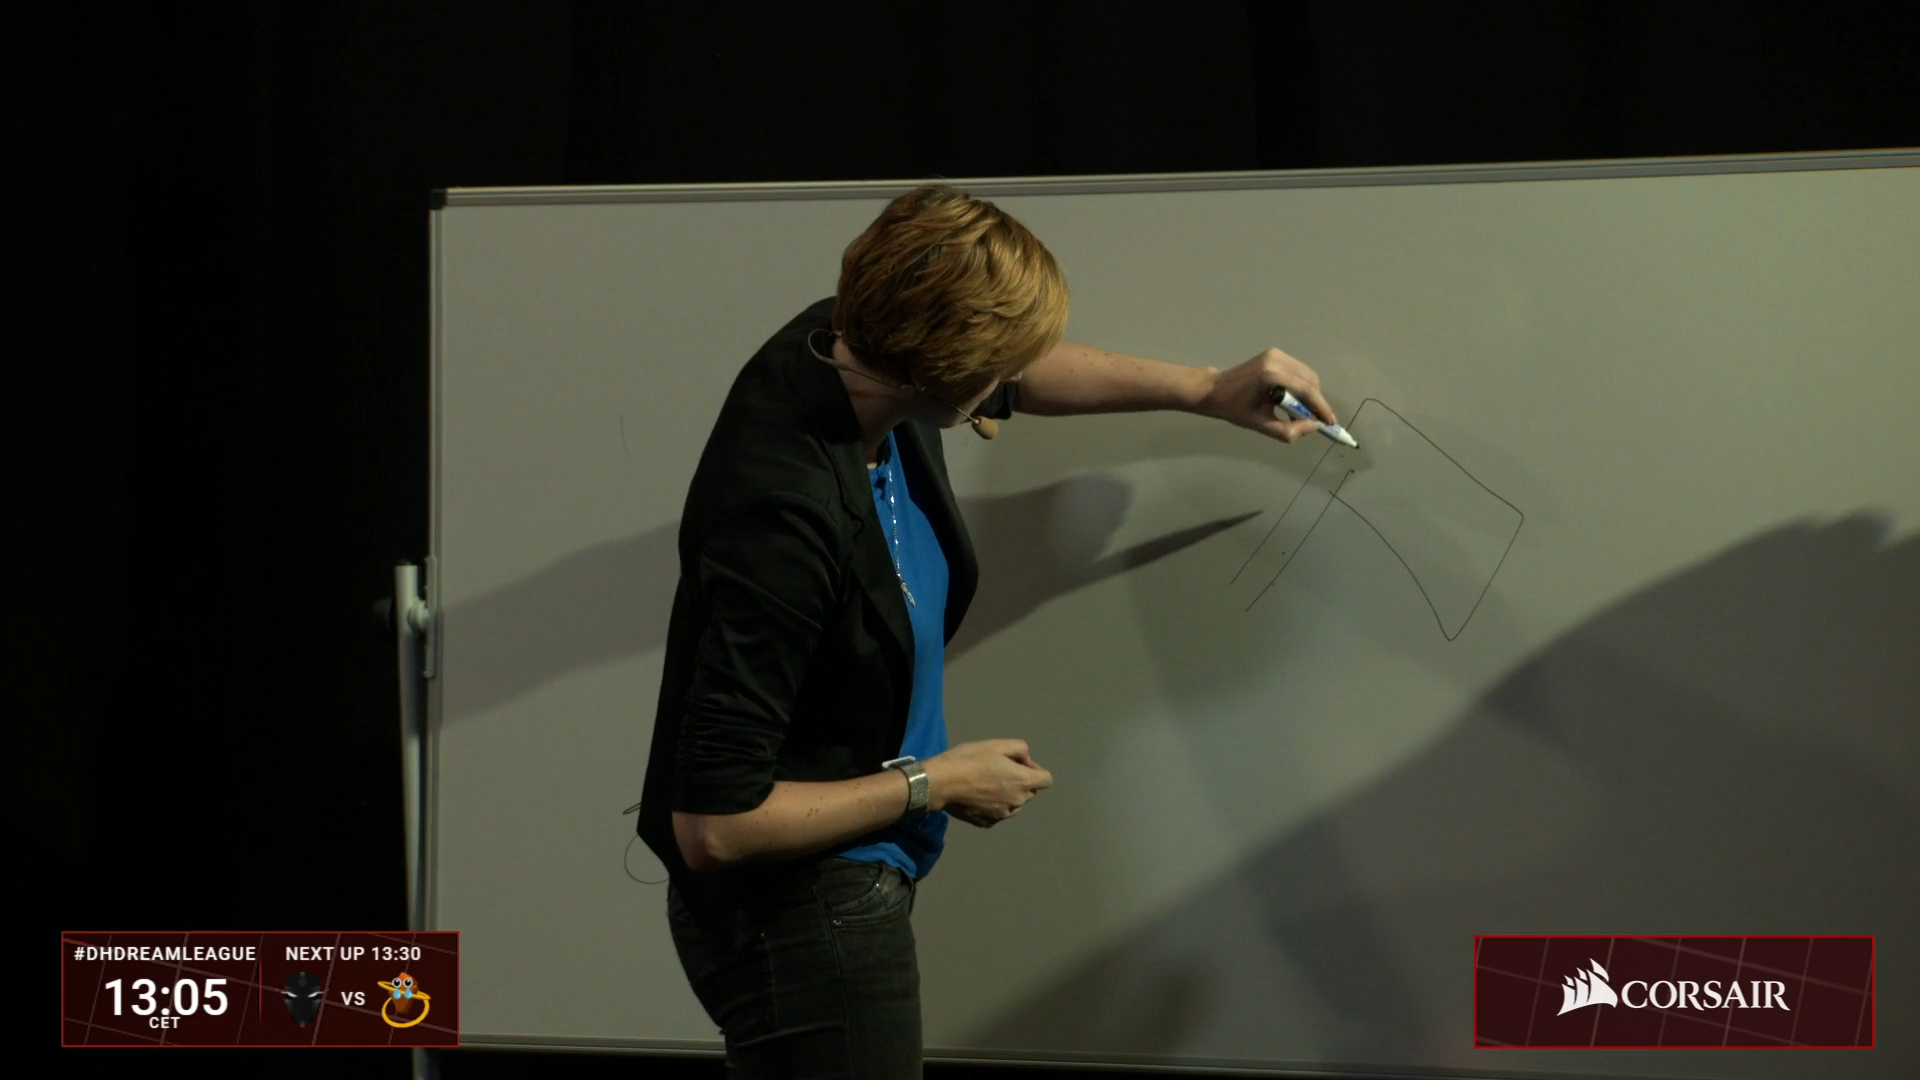 #DHDREAMLEAGUE
13:05
CET
NEXT UP 13:30
VS
CORSAIR